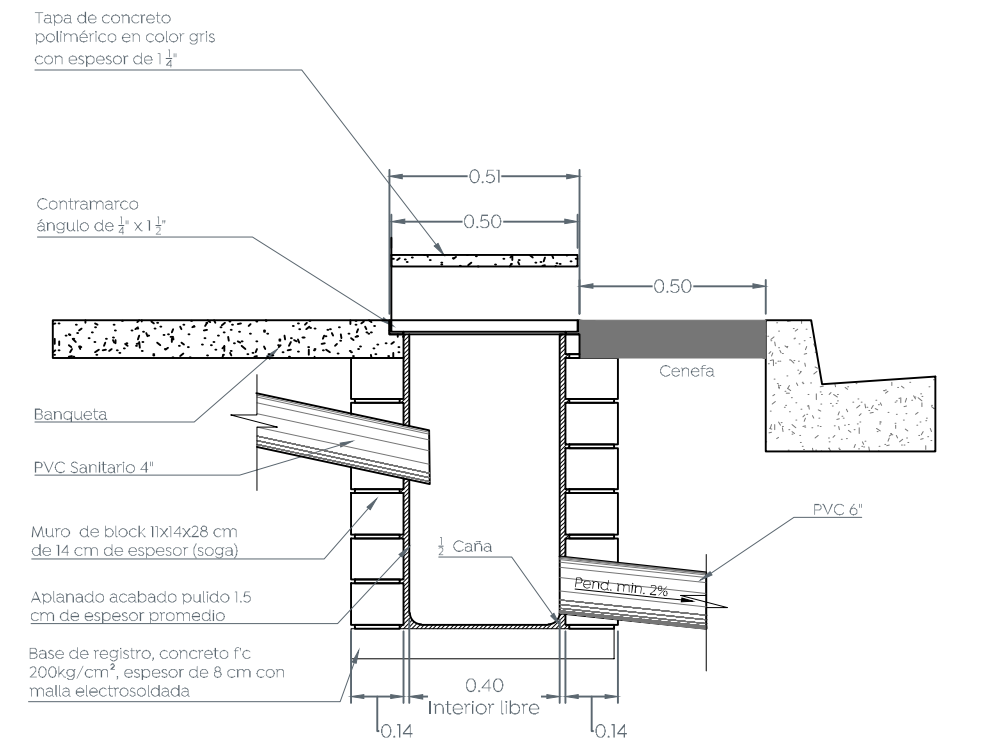 Tapa de concreto
polimérico en color gris
con espesor de 1 1/4"
0.51
Contramarco
ángulo de 1/4" x 1 1/2"
0.50
0.50
Cenefa
Banqueta
PVC Sanitario 4"
PVC 6"
Muro de block 11x14x28 cm
de 14 cm de espesor (soga)
1/2 Caña
Pend. min. 2%
Aplanado acabado pulido 1.5
cm de espesor promedio
Base de registro, concreto f'c
200kg/cm², espesor de 8 cm con
malla electrosoldada
0.40
Interior libre
0.14
0.14